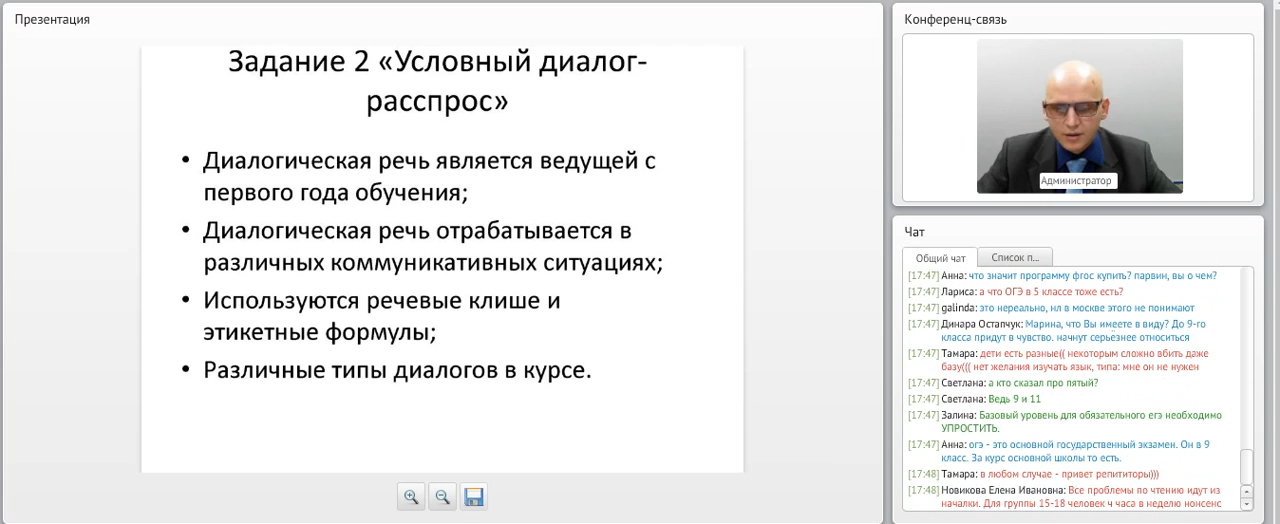 Презентация
Задание 2 «Условный диалог-
расспрос»
• Диалогическая речь является ведущей с
первого года обучения;
• Диалогическая речь отрабатывается в
различных коммуникативных ситуациях;
• Используются речевые клише и
этикетные формулы;
• Различные типы диалогов в курсе.
Конференц-связь
Администратор
Чат
Общий чат
Список п...
[17:47] Анна: что значит программу фгос купить? парвин, вы о чем?
[17:47] Лариса: а что ОГЭ в 5 классе тоже есть?
[17:47] galinda: это нереально, нл в москве этого не понимают
[17:47] Динара Остапчук: Марина, что Вы имеете в виду? До 9-го
класса придут в чувство. начнут серьёзнее относиться
[17:47] Тамара: дети есть разные(( некоторым сложно вбить даже
базу((( нет желания изучать язык, типа: мне он не нужен
[17:47] Светлана: а кто сказал про пятый?
[17:47] Светлана: Ведь 9 и 11
[17:47] Залина: Базовый уровень для обязательного егэ необходимо
УПРОСТИТЬ.
[17:47] Анна: огэ - это основной государственный экзамен. Он в 9
класс. За курс основной школы то есть.
[17:48] Тамара: в любом случае - привет репититоры)))
[17:48] Новикова Елена Ивановна: Все проблемы по чтению идут из
началки. Для группы 15-18 человек ч часа в неделю нонсенс